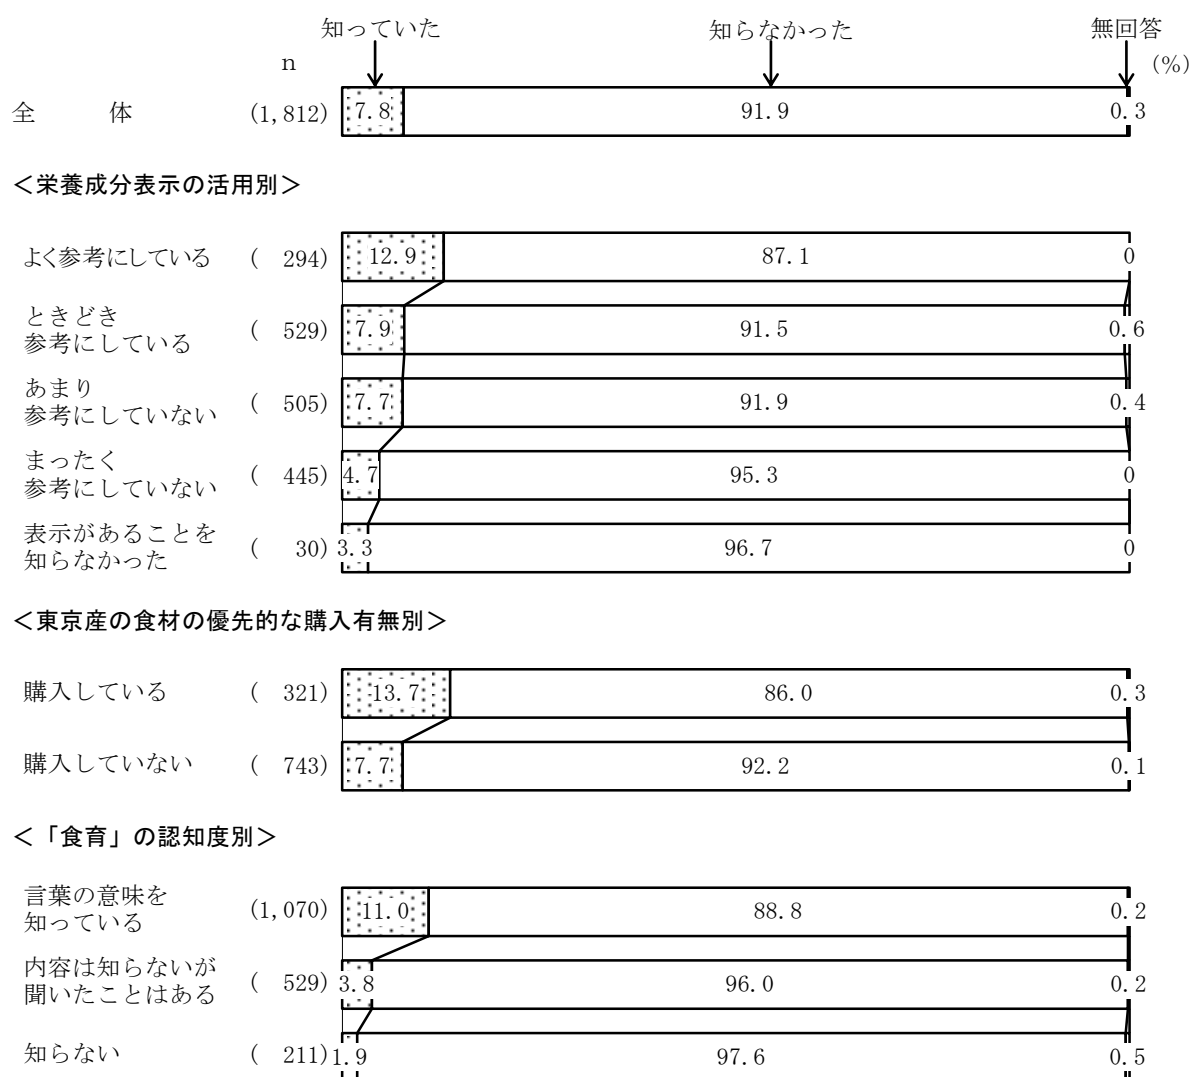 知っていた 知らなかった 無回答
n (%)
全体 (1,812) 7.8 91.9 0.3
＜栄養成分表示の活用別＞
よく参考にしている ( 294) 12.9 87.1 0
ときどき
参考にしている ( 529) 7.9 91.5 0.6
あまり
参考にしていない ( 505) 7.7 91.9 0.4
まったく
参考にしていない ( 445) 4.7 95.3 0
表示があることを
知らなかった ( 30) 3.3 96.7 0
＜東京産の食材の優先的な購入有無別＞
購入している ( 321) 13.7 86.0 0.3
購入していない ( 743) 7.7 92.2 0.1
＜「食育」の認知度別＞
言葉の意味を
知っている (1,070) 11.0 88.8 0.2
内容は知らないが
聞いたことはある ( 529) 3.8 96.0 0.2
知らない ( 211) 1.9 97.6 0.5